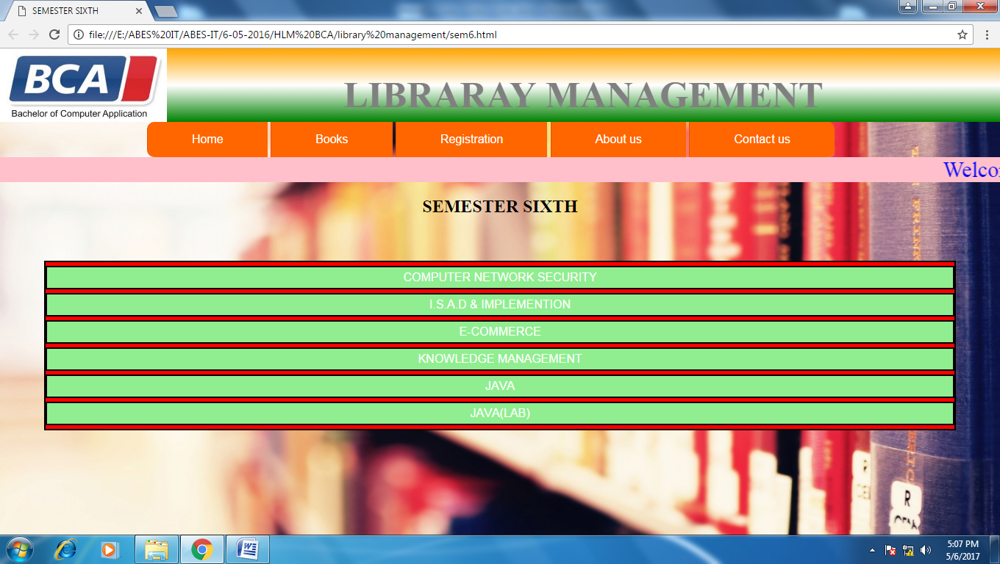 SEMESTER SIXTH
file:///E:/ABES%20IT/ABES-IT/6-05-2016/HLM%20BCA/library%20management/sem6.html
BCA
Bachelor of Computer Application
LIBRARAY MANAGEMENT
Home Books Registration About us Contact us
Welco
SEMESTER SIXTH
COMPUTER NETWORK SECURITY
I.S.A.D & IMPLEMENTION
E-COMMERCE
KNOWLEDGE MANAGEMENT
JAVA
JAVA(LAB)
R
5:07 PM
5/6/2017